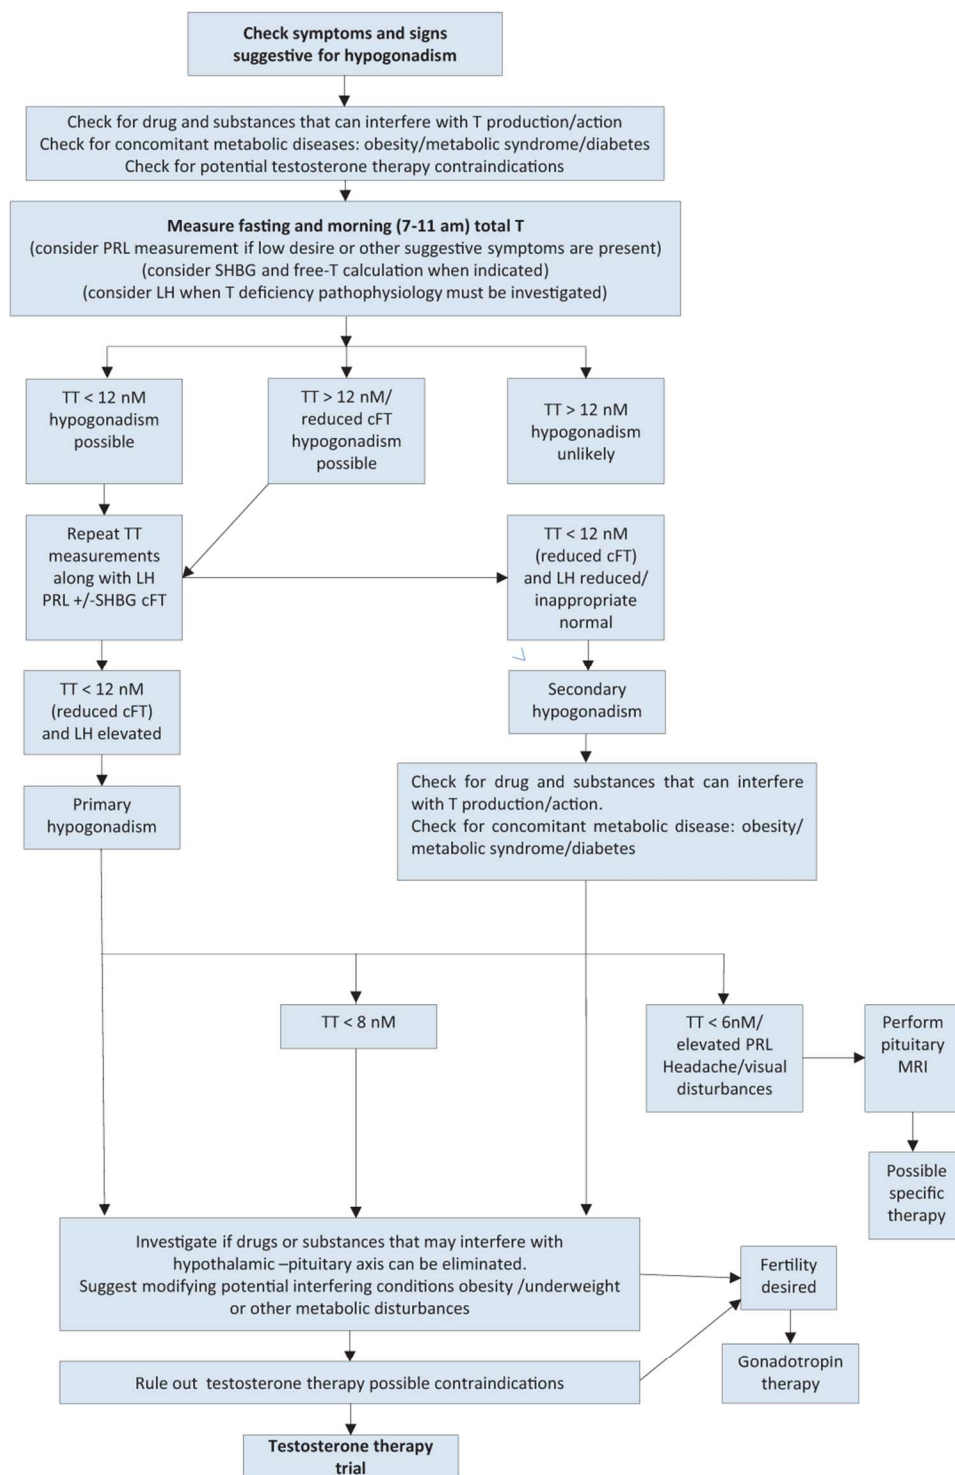 Check symptoms and signs
suggestive for hypogonadism
Check for drug and substances that can interfere with T production/action
Check for concomitant metabolic diseases: obesity/metabolic syndrome/diabetes
Check for potential testosterone therapy contraindications
Measure fasting and morning (7-11 am) total T
(consider PRL measurement if low desire or other suggestive symptoms are present)
(consider SHBG and free-T calculation when indicated)
(consider LH when T deficiency pathophysiology must be investigated)
TT < 12 nM
hypogonadism
possible
TT > 12 nM/
reduced cFT
hypogonadism
possible
TT > 12 nM
hypogonadism
unlikely
Repeat TT
measurements
along with LH
PRL +/-SHBG cFT
TT < 12 nM
(reduced cFT)
and LH reduced/
inappropriate
normal
TT < 12 nM
(reduced cFT)
and LH elevated
Secondary
hypogonadism
Primary
hypogonadism
Check for drug and substances that can interfere
with T production/action.
Check for concomitant metabolic disease: obesity/
metabolic syndrome/diabetes
TT < 8 nM
TT < 6nM/
elevated PRL
Headache/visual
disturbances
Perform
pituitary
MRI
Possible
specific
therapy
Investigate if drugs or substances that may interfere with
hypothalamic –pituitary axis can be eliminated.
Suggest modifying potential interfering conditions obesity /underweight
or other metabolic disturbances
Fertility
desired
Gonadotropin
therapy
Rule out testosterone therapy possible contraindications
Testosterone therapy
trial